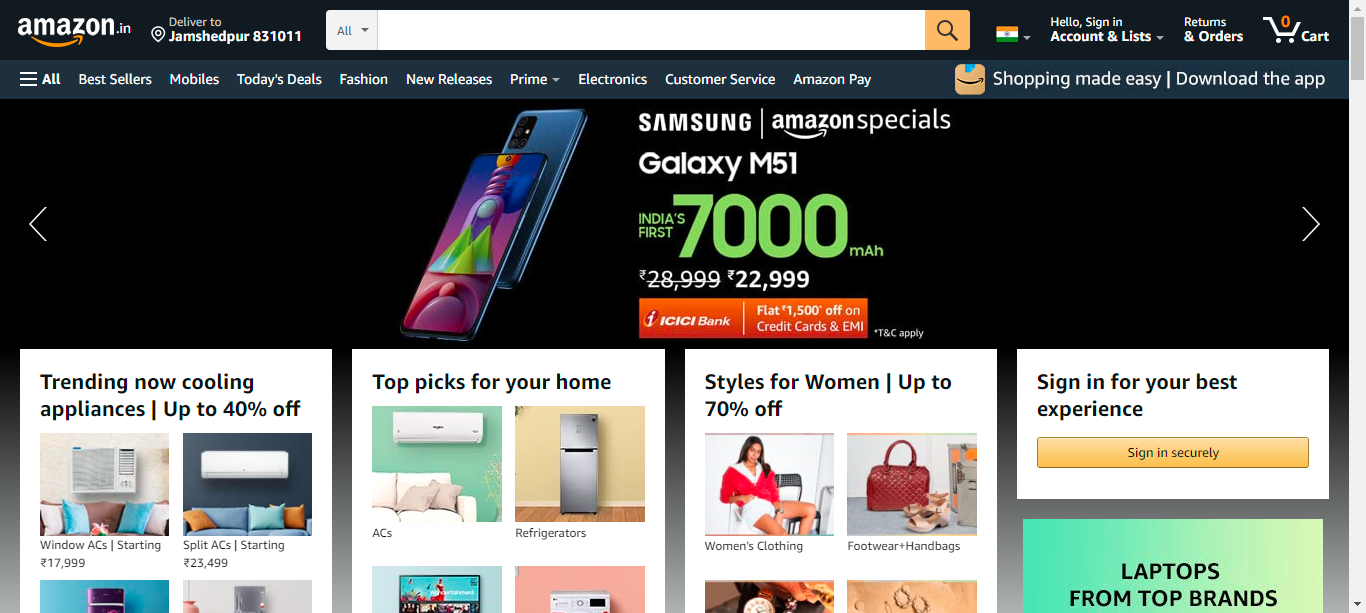 amazon.in
Deliver to
Jamshedpur 831011
All
Hello, Sign in
Account & Lists
Returns
& Orders
0
Cart
All
Best Sellers
Mobiles
Today's Deals
Fashion
New Releases
Prime
Electronics
Customer Service
Amazon Pay
Shopping made easy | Download the app
SAMSUNG | amazonspecials
Galaxy M51
INDIA'S
FIRST
7000 mAh
₹28,999 ₹22,999
ICICI Bank
Flat ₹1,500* off on
Credit Cards & EMI
*T&C apply
Trending now cooling
appliances | Up to 40% off
Window ACs | Starting
₹17,999
Split ACs | Starting
₹23,499
Top picks for your home
ACs
Refrigerators
Styles for Women | Up to
70% off
Women's Clothing
Footwear+Handbags
Sign in for your best
experience
Sign in securely
LAPTOPS
FROM TOP BRANDS